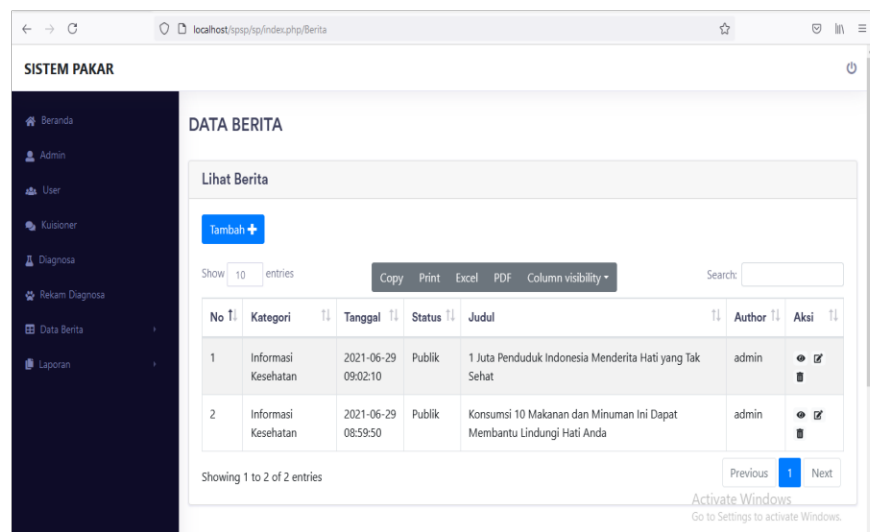 localhost/spsp/sp/index.php/Berita
SISTEM PAKAR
Beranda
Admin
User
Kuisioner
Diagnosa
Rekam Diagnosa
Data Berita
Laporan
DATA BERITA
Lihat Berita
Tambah
Show 10 entries
Copy Print Excel PDF Column visibility
Search:
No Kategori Tanggal Status Judul Author Aksi
1 Informasi 2021-06-29 Publik 1 Juta Penduduk Indonesia Menderita Hati yang Tak admin
Kesehatan 09:02:10 Sehat
2 Informasi 2021-06-29 Publik Konsumsi 10 Makanan dan Minuman Ini Dapat admin
Kesehatan 08:59:50 Membantu Lindungi Hati Anda
Showing 1 to 2 of 2 entries
Previous 1 Next
Activate Windows
Go to Settings to activate Windows.